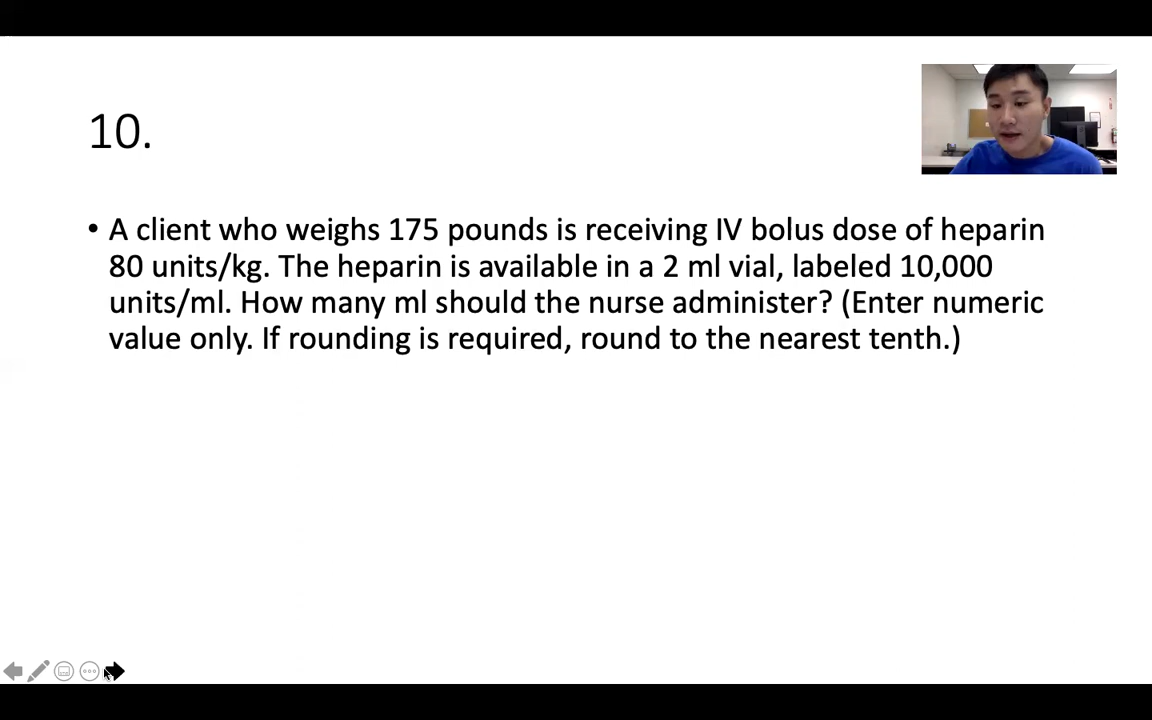 10.
• A client who weighs 175 pounds is receiving IV bolus dose of heparin
80 units/kg. The heparin is available in a 2 ml vial, labeled 10,000
units/ml. How many ml should the nurse administer? (Enter numeric
value only. If rounding is required, round to the nearest tenth.)